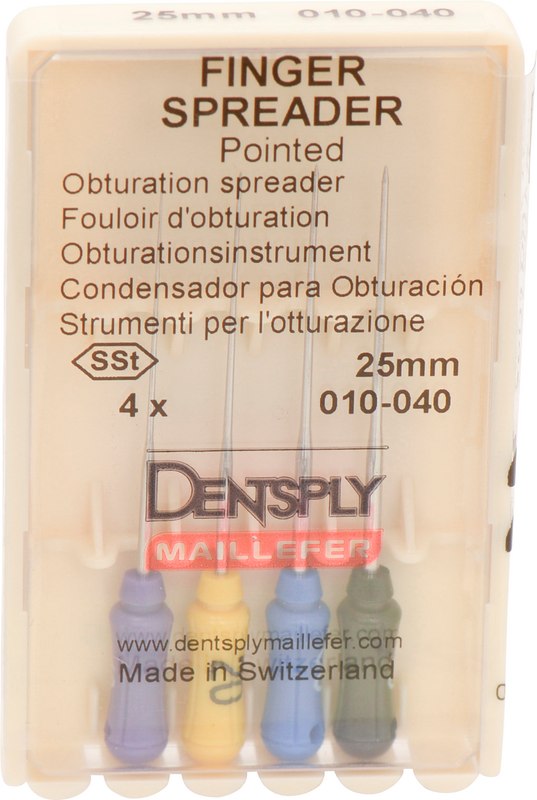 25mm 010-040
FINGER
SPREADER
Pointed
Obturation spreader
Fouloir d'obturation
Obturationsinstrument
Condensador para Obturación
Strumenti per l'otturazione
SSt 25mm
4 x 010-040
DENTSPLY
MAILLEFER
www.dentsplymaillefer.com
Made in Switzerland
20